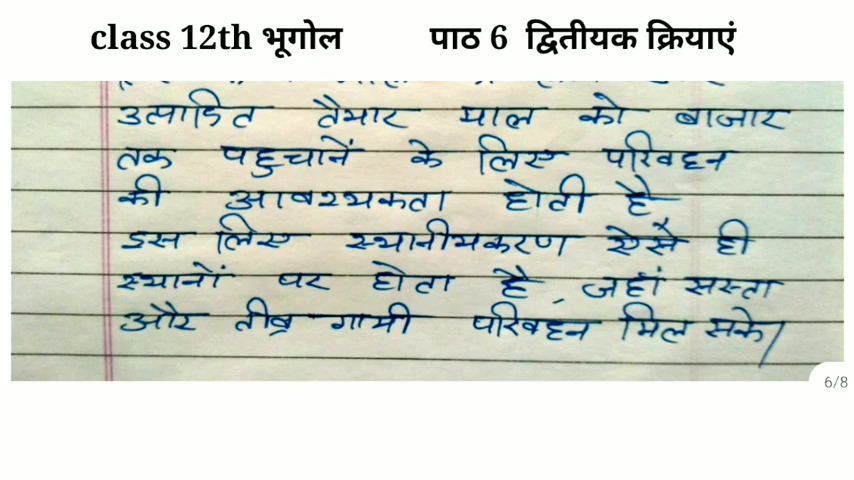 class 12th भूगोल पाठ 6 द्वितीयक क्रियाएं
उत्पादित तैयार माल को बाजार
तक पहुचानें के लिए परिवहन
की आवश्यकता होती है
इस लिए स्थानीयकरण ऐसे ही
स्थानों पर होता है, जहां सस्ता
और तीव्र गामी परिवहन मिल सके/
6/8